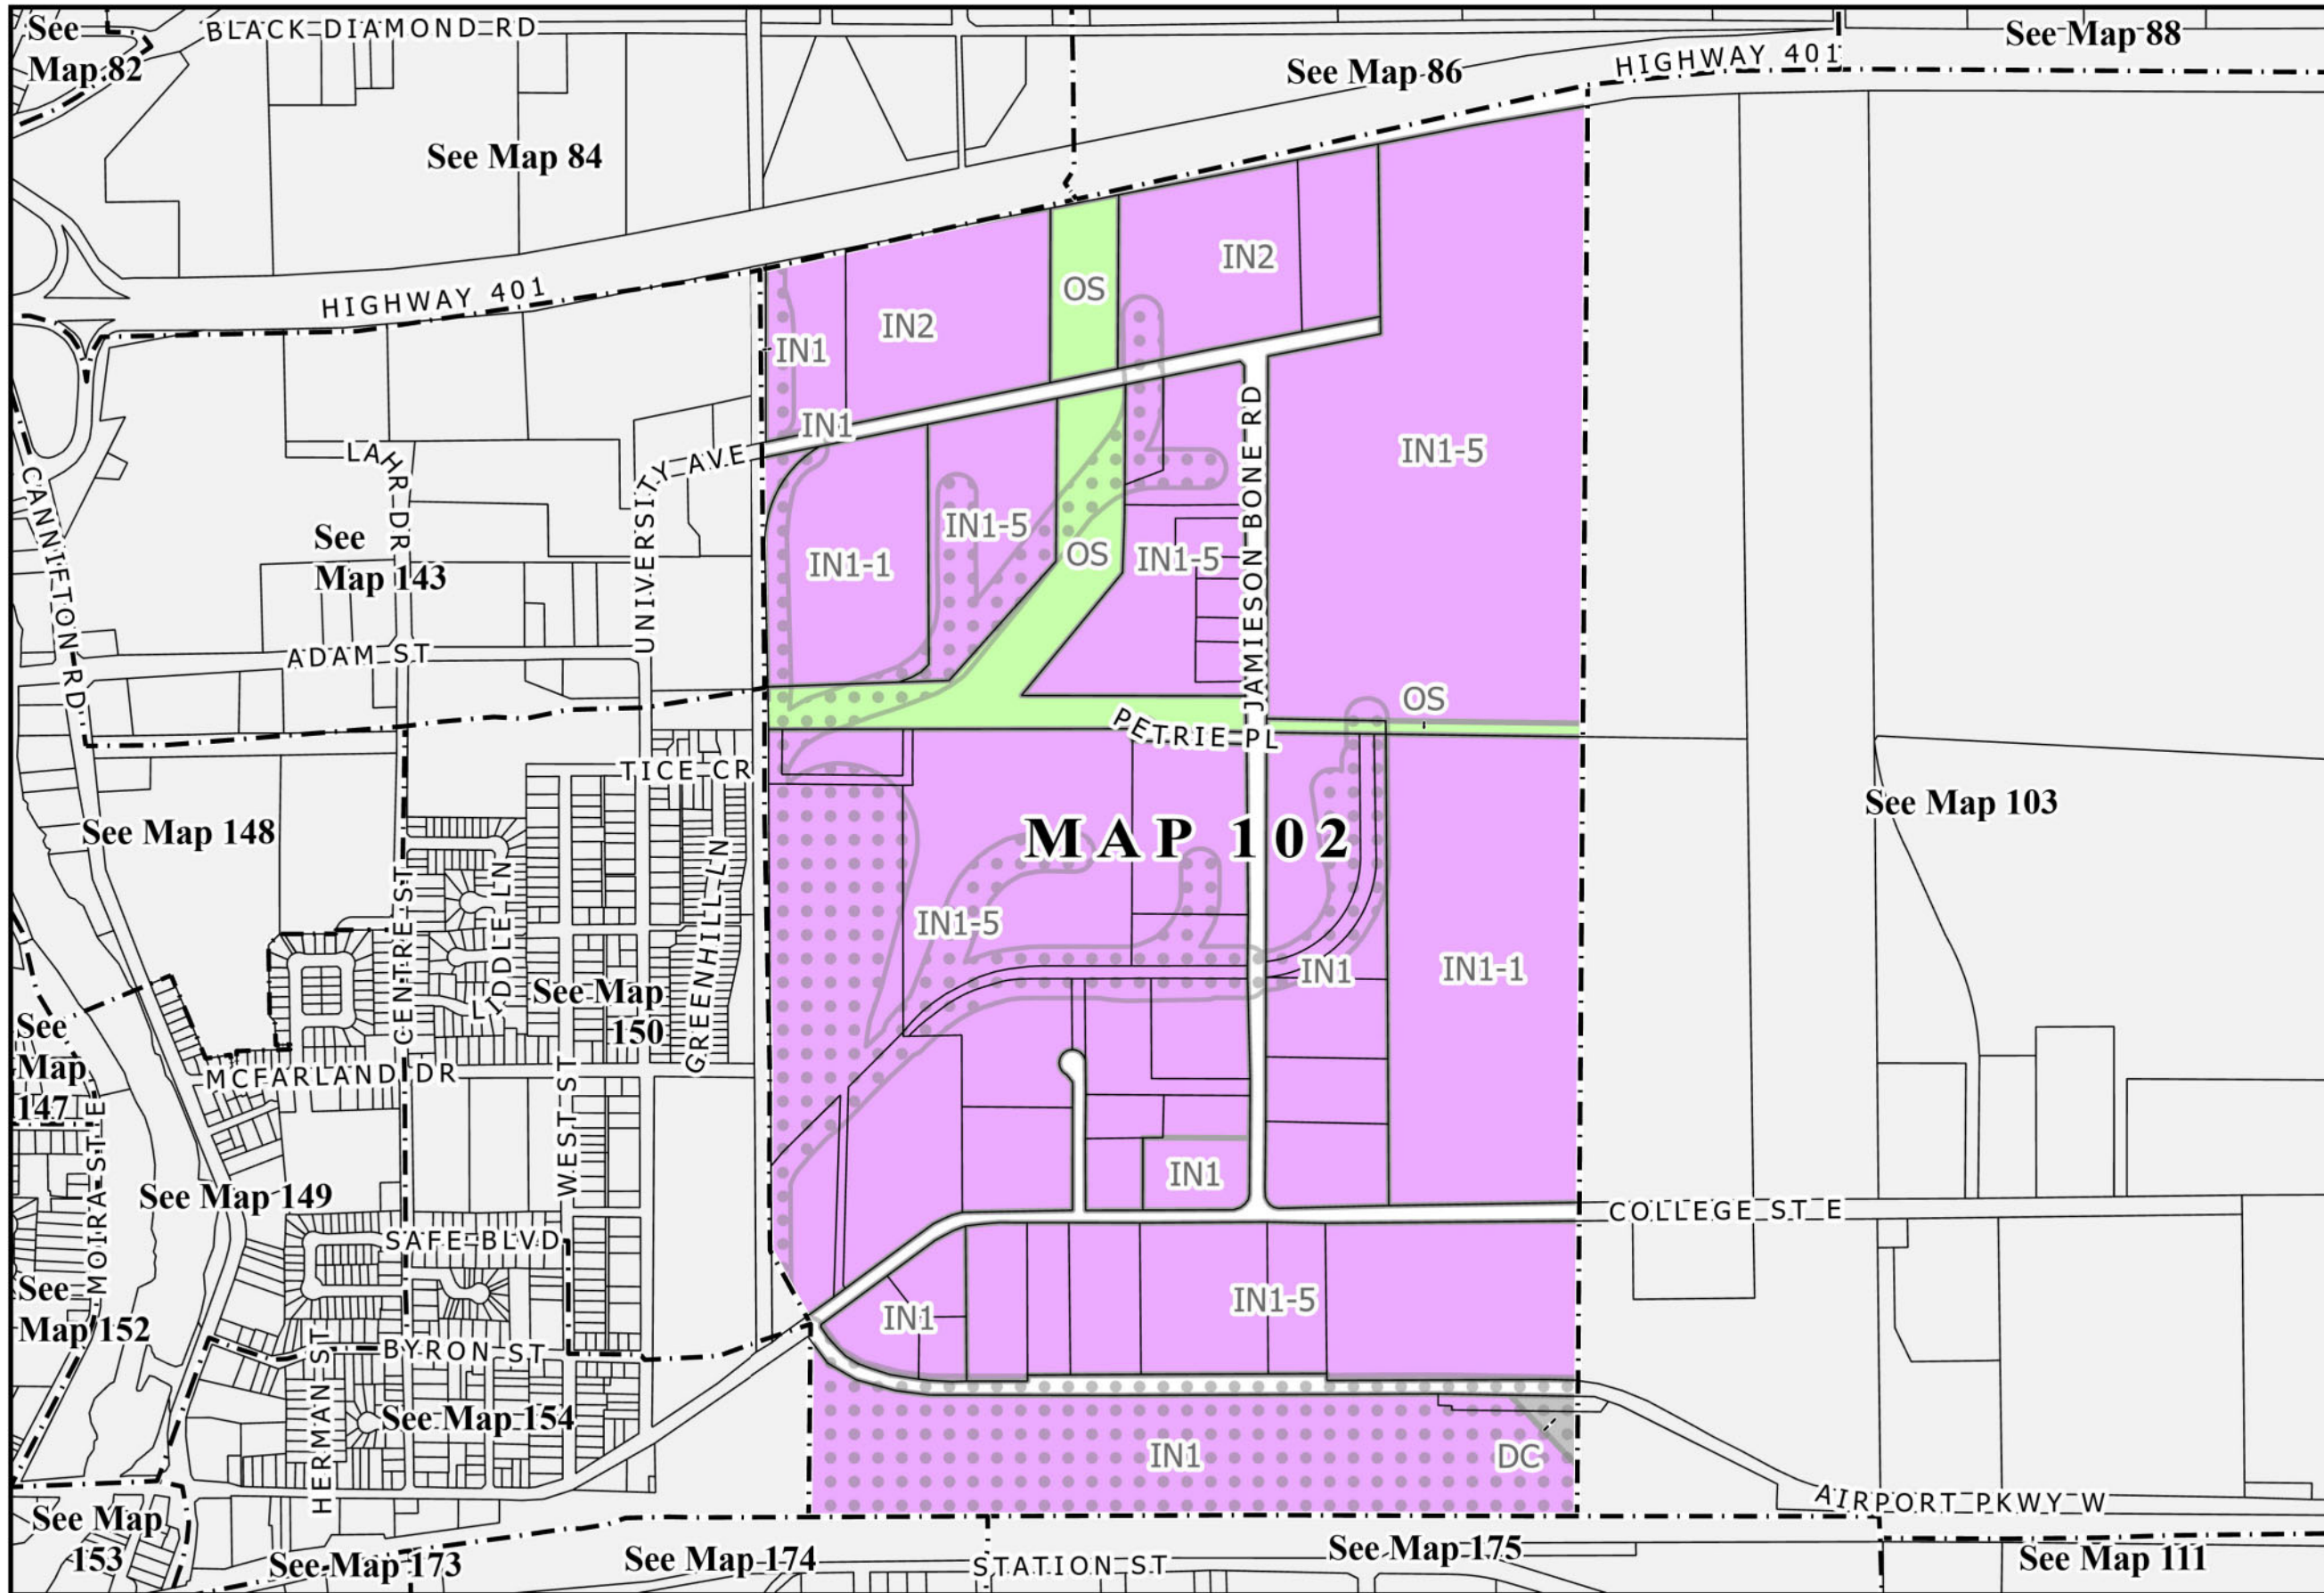 See
Map 82
BLACK DIAMOND RD
See Map 86
HIGHWAY 401
See Map 88
See Map 84
HIGHWAY 401
OS
IN2
IN2
IN1
IN1
LAHR DR
UNIVERSITY AVE
CANNIFTON RD
JAMIESON BONE RD
IN1-5
See
Map 143
IN1-5
IN1-1
OS
IN1-5
ADAM ST
OS
PETRIE PL
TICE CR
See Map 148
MAP 102
See Map 103
CENTRE ST
LIDDLE LN
GREENHILL LN
IN1-5
IN1
IN1-1
See Map
150
See
Map
147
MCFARLAND DR
WEST ST
MOIRA ST E
IN1
See Map 149
COLLEGE ST E
SAFE BLVD
See
Map 152
IN1
IN1-5
BYRON ST
HERMAN ST
See Map 154
IN1
DC
AIRPORT PKWY W
See Map
153
See Map 173
See Map 174
STATION ST
See Map 175
See Map 111